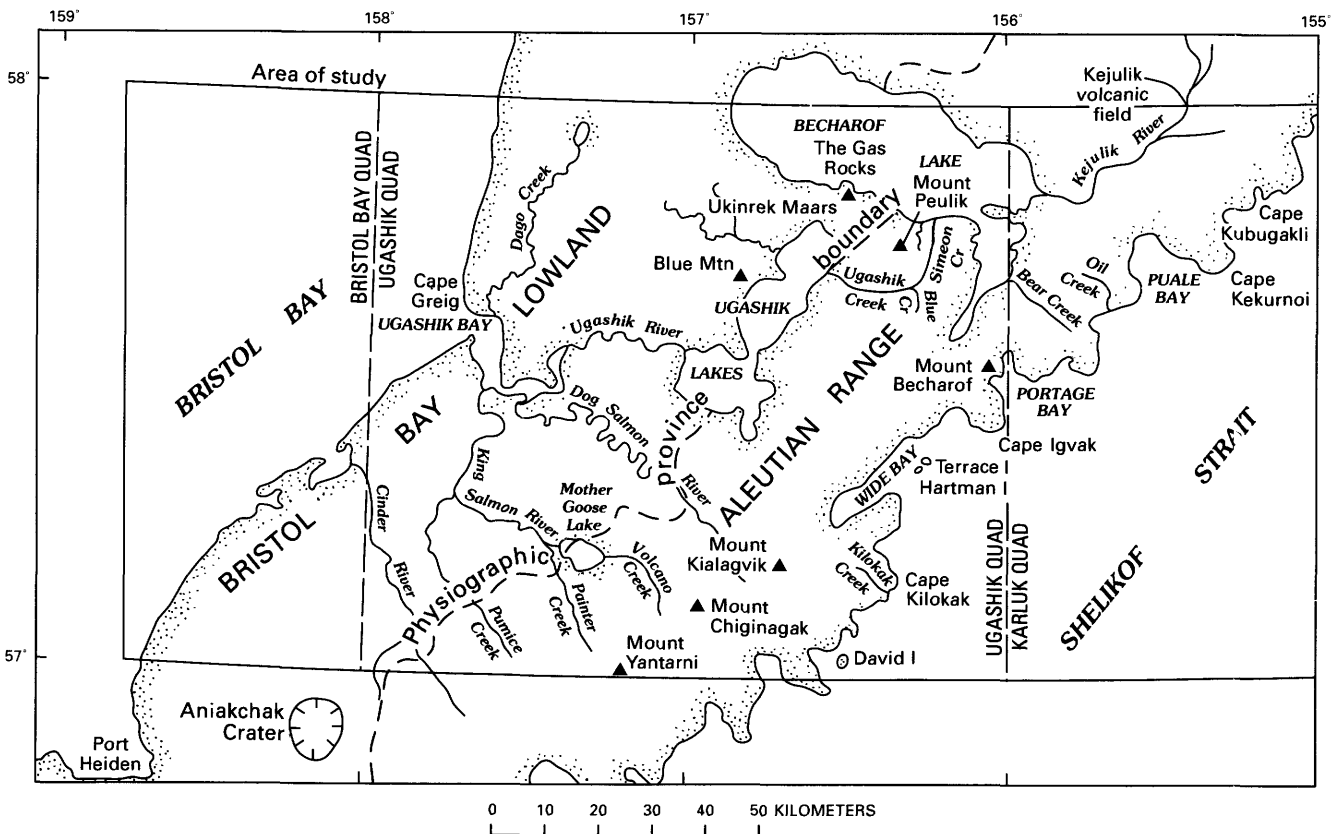 159°
158°
157°
156°
155°
58°
Area of study
Kejulik
volcanic
field
BECHAROF
The Gas
Rocks
LAKE
Mount
Peulik
Kejulik River
BRISTOL BAY QUAD
UGASHIK QUAD
Dago Creek
LOWLAND
Ukinrek Maars
boundary
Cape
Kubugakli
Blue Mtn
Simeon
Cr
Ugashik
Creek
Blue
Cr
Oil
Creek
Bear Creek
PUALE
BAY
Cape
Kekurnoi
Cape
Greig
UGASHIK BAY
UGASHIK
LAKES
Ugashik River
BRISTOL BAY
Mount
Becharof
PORTAGE
BAY
BAY
Dog Salmon
River
province
ALEUTIAN RANGE
Cape Igvak
STRAIT
WIDE BAY
Terrace I
Hartman I
King
Salmon River
Mother
Goose
Lake
Cinder
River
BRISTOL
Physiographic
Volcano
Creek
Mount
Kialagvik
Kilokak
Creek
Cape
Kilokak
UGASHIK QUAD
KARLUK QUAD
SHELIKOF
Pumice
Creek
Painter
Creek
Mount
Chiginagak
57°
Mount
Yantarni
David I
Aniakchak
Crater
Port
Heiden
0 10 20 30 40 50 KILOMETERS